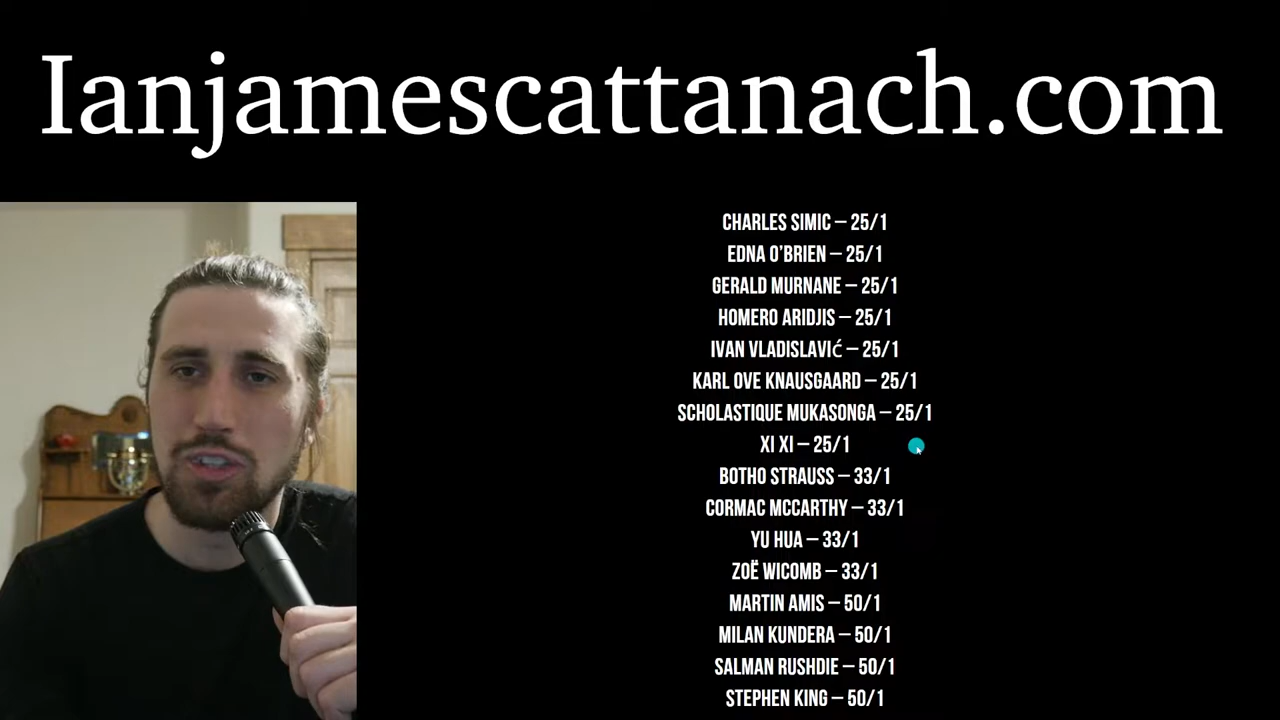 Ianjamescattanach.com
CHARLES SIMIC – 25/1
EDNA O'BRIEN – 25/1
GERALD MURNANE – 25/1
HOMERO ARIDJIS – 25/1
IVAN VLADISLAVIć – 25/1
KARL OVE KNAUSGAARD – 25/1
SCHOLASTIQUE MUKASONGA – 25/1
XI XI – 25/1
BOTHO STRAUSS – 33/1
CORMAC MCCARTHY – 33/1
YU HUA – 33/1
ZOË WICOMB – 33/1
MARTIN AMIS – 50/1
MILAN KUNDERA – 50/1
SALMAN RUSHDIE – 50/1
STEPHEN KING – 50/1